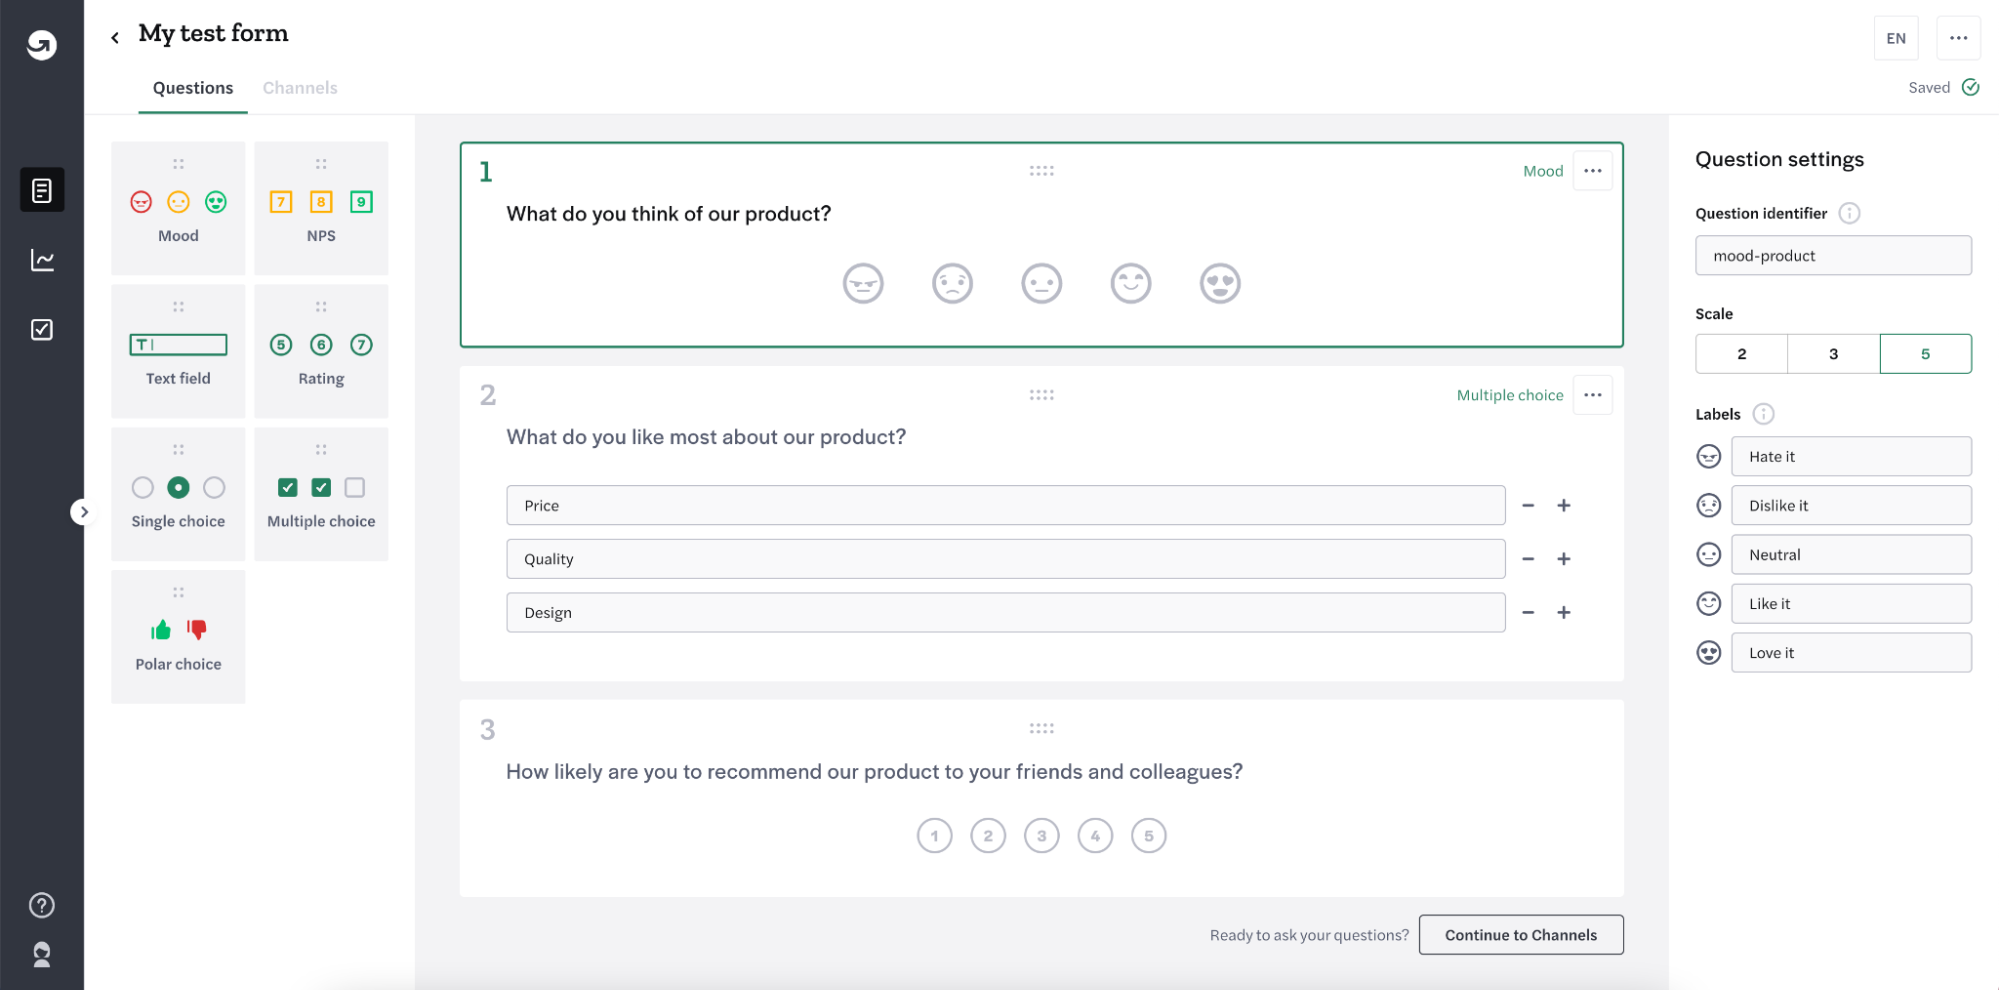 My test form
EN
Questions
Channels
Saved
7
8
9
Mood
NPS
T
5
6
7
Text field
Rating
Single choice
Multiple choice
Polar choice
1
Mood
What do you think of our product?
2
Multiple choice
What do you like most about our product?
Price
Quality
Design
3
How likely are you to recommend our product to your friends and colleagues?
1
2
3
4
5
Ready to ask your questions?
Continue to Channels
Question settings
Question identifier
mood-product
Scale
2
3
5
Labels
Hate it
Dislike it
Neutral
Like it
Love it